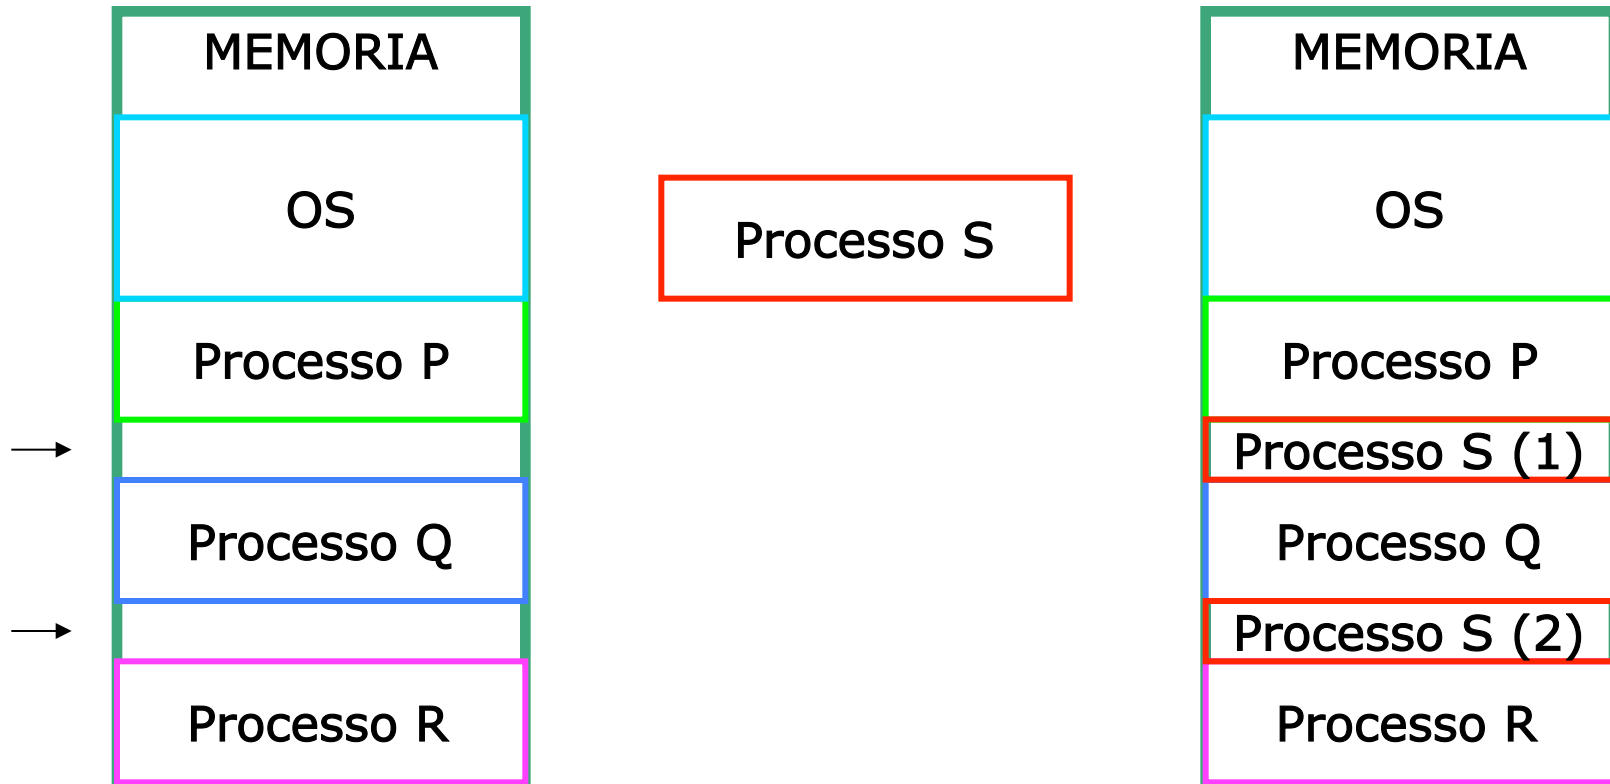 MEMORIA
OS
Processo P
Processo Q
Processo R
Processo S
MEMORIA
OS
Processo P
Processo S (1)
Processo Q
Processo S (2)
Processo R